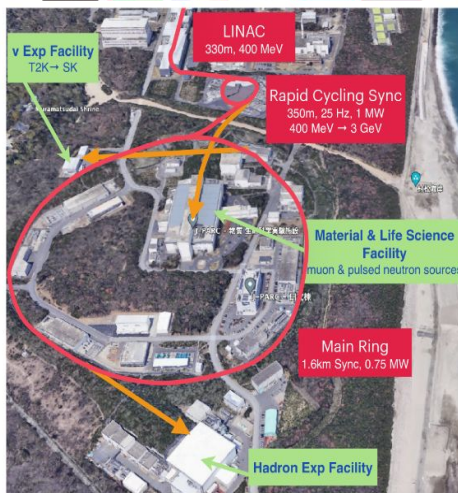 LINAC
330m, 400 MeV
ν Exp Facility
T2K→ SK
Rapid Cycling Sync
350m, 25 Hz, 1 MW
400 MeV → 3 GeV
Material & Life Science
Facility
muon & pulsed neutron sources
Main Ring
1.6km Sync, 0.75 MW
Hadron Exp Facility